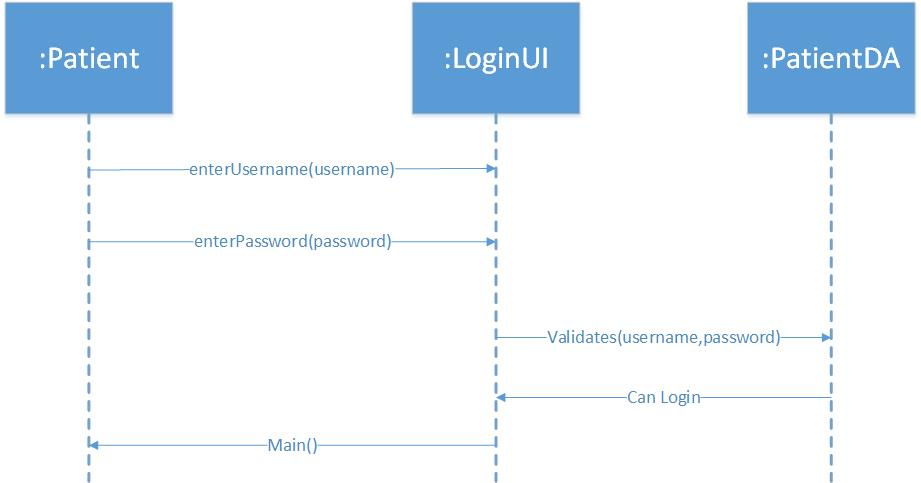 :Patient
:LoginUI
:PatientDA
enterUsername(username)
enterPassword(password)
Validates(username,password)
Can Login
Main()